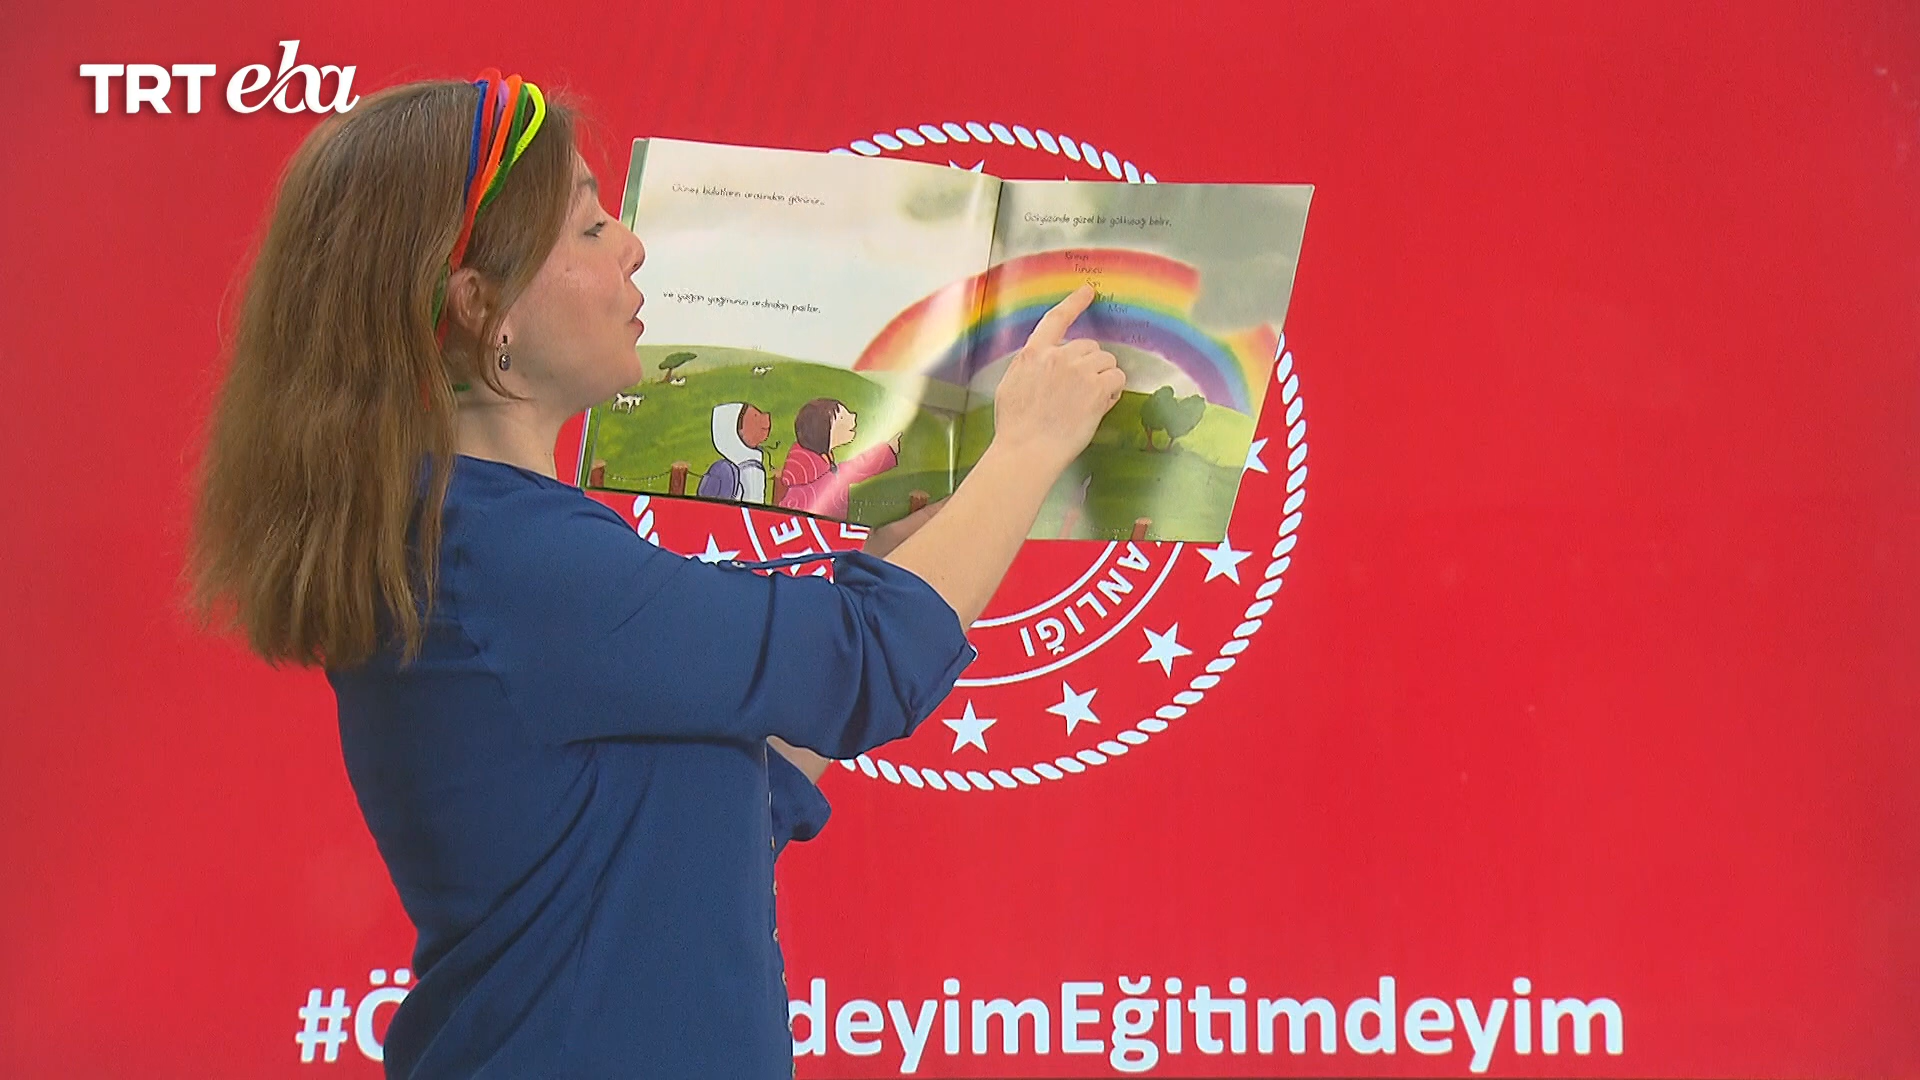 TRT eba
Güneş bulutların arasından görünür...
ve yağan yağmurun ardından parlar.
Gökyüzünde güzel bir gökkuşağı belirir.
Kırmızı
Turuncu
Sarı
Mavi
ANLIĞI
#Ö deyimEğitimdeyim